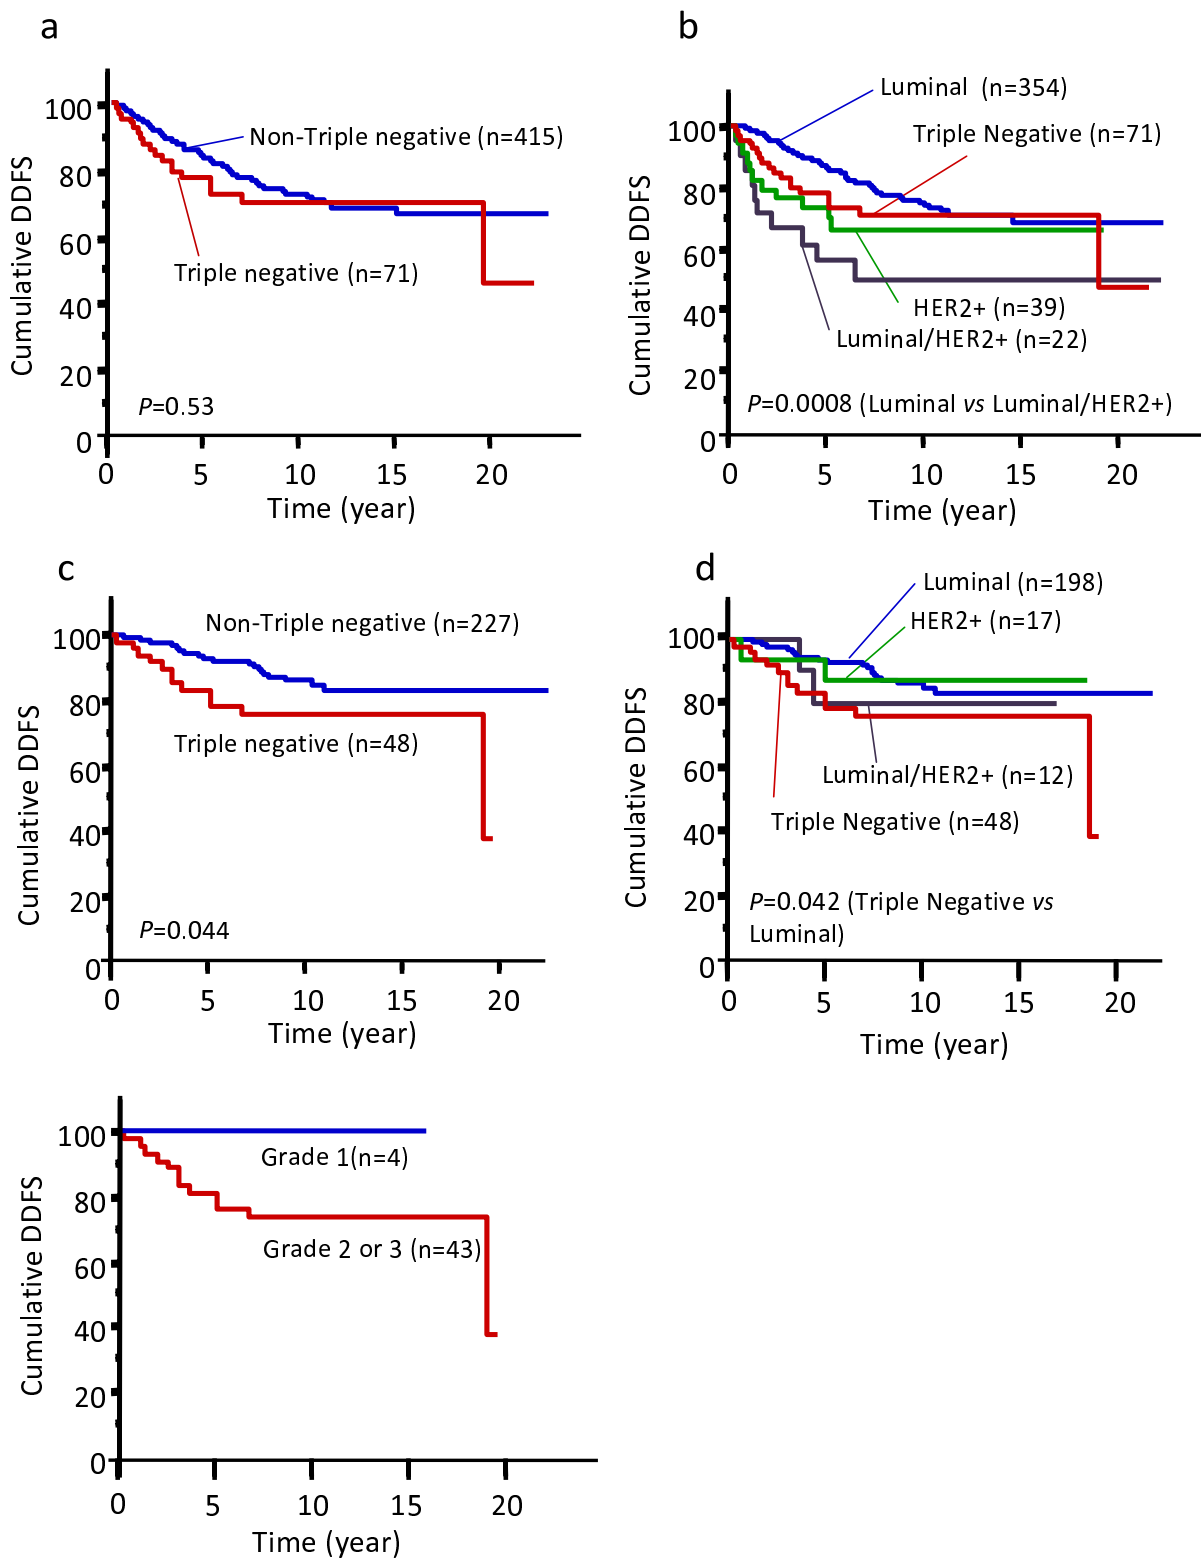 a
100
80
60
40
20
0
Cumulative DDFS
Non-Triple negative (n=415)
Triple negative (n=71)
P=0.53
0 5 10 15 20
Time (year)
b
100
80
60
40
20
0
Cumulative DDFS
Luminal (n=354)
Triple Negative (n=71)
HER2+ (n=39)
Luminal/HER2+ (n=22)
P=0.0008 (Luminal vs Luminal/HER2+)
0 5 10 15 20
Time (year)
c
100
80
60
40
20
0
Cumulative DDFS
Non-Triple negative (n=227)
Triple negative (n=48)
P=0.044
0 5 10 15 20
Time (year)
d
100
80
60
40
20
0
Cumulative DDFS
Luminal (n=198)
HER2+ (n=17)
Luminal/HER2+ (n=12)
Triple Negative (n=48)
P=0.042 (Triple Negative vs
Luminal)
0 5 10 15 20
Time (year)
100
80
60
40
20
0
Cumulative DDFS
Grade 1(n=4)
Grade 2 or 3 (n=43)
0 5 10 15 20
Time (year)